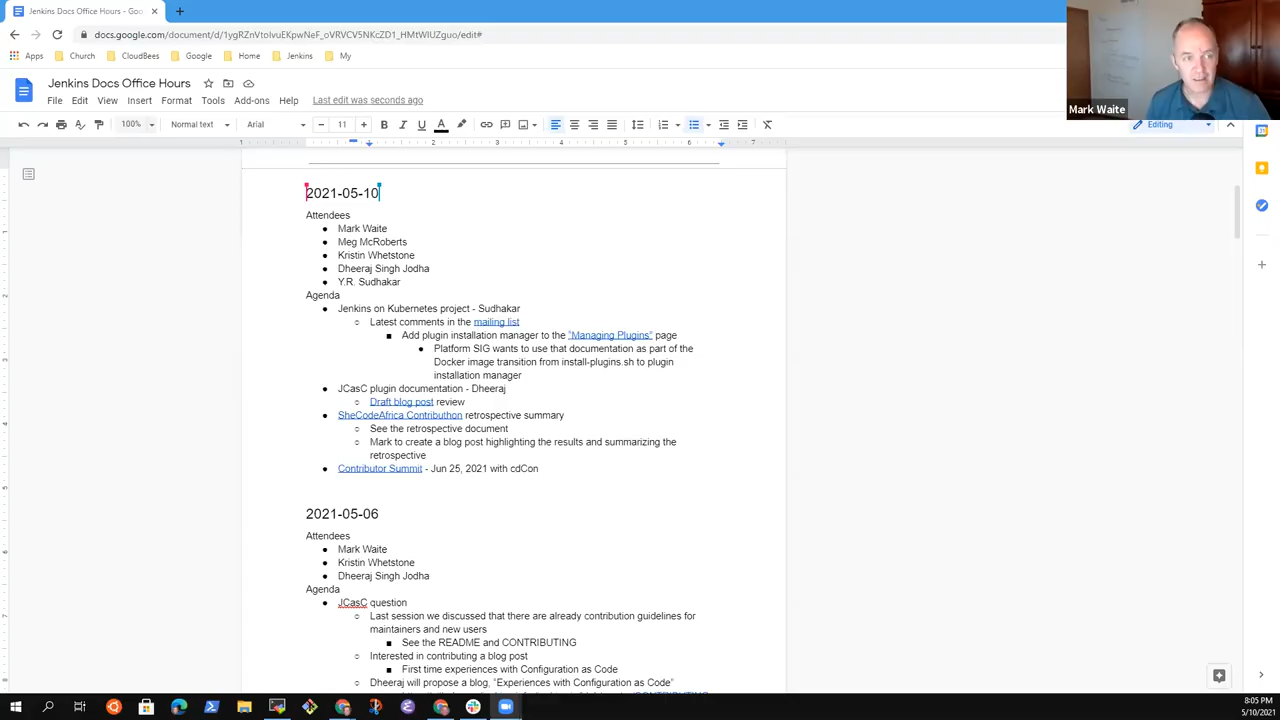 Jenkins Docs Office Hours - Goo
docs.google.com/document/d/1ygRZnVtoIvuEKpwNeF_oVRVCV5NKcZD1_HMtWIUZguo/edit#
Apps Church CloudBees Google Home Jenkins My
Jenkins Docs Office Hours
File Edit View Insert Format Tools Add-ons Help Last edit was seconds ago
100% Normal text Arial 11 Editing
Mark Waite
2021-05-10
Attendees
Mark Waite
Meg McRoberts
Kristin Whetstone
Dheeraj Singh Jodha
Y.R. Sudhakar
Agenda
Jenkins on Kubernetes project - Sudhakar
Latest comments in the mailing list
Add plugin installation manager to the "Managing Plugins" page
Platform SIG wants to use that documentation as part of the
Docker image transition from install-plugins.sh to plugin
installation manager
JCasC plugin documentation - Dheeraj
Draft blog post review
SheCodeAfrica Contributhon retrospective summary
See the retrospective document
Mark to create a blog post highlighting the results and summarizing the
retrospective
Contributor Summit - Jun 25, 2021 with cdCon
2021-05-06
Attendees
Mark Waite
Kristin Whetstone
Dheeraj Singh Jodha
Agenda
JCasC question
Last session we discussed that there are already contribution guidelines for
maintainers and new users
See the README and CONTRIBUTING
Interested in contributing a blog post
First time experiences with Configuration as Code
Dheeraj will propose a blog, "Experiences with Configuration as Code"
8:05 PM
5/10/2021